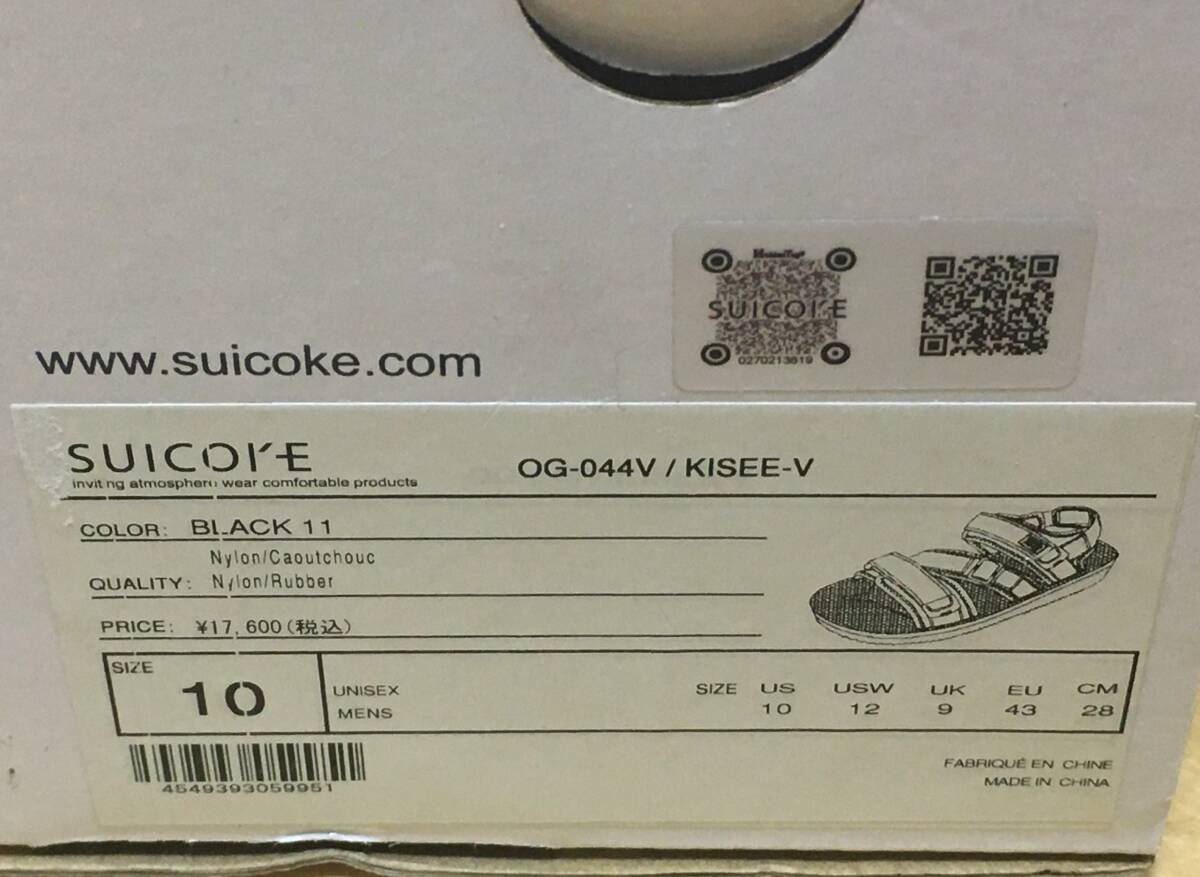 SUICOKE
0270213819
www.suicoke.com
SUICOKE
inviting atmosphere wear comfortable products
OG-044V / KISEE-V
COLOR: BLACK 11
Nylon/Caoutchouc
QUALITY: Nylon/Rubber
PRICE: ¥17,600(税込)
SIZE
10
UNISEX
MENS
SIZE US USW UK EU CM
10 12 9 43 28
4549393059951
FABRIQUÉ EN CHINE
MADE IN CHINA